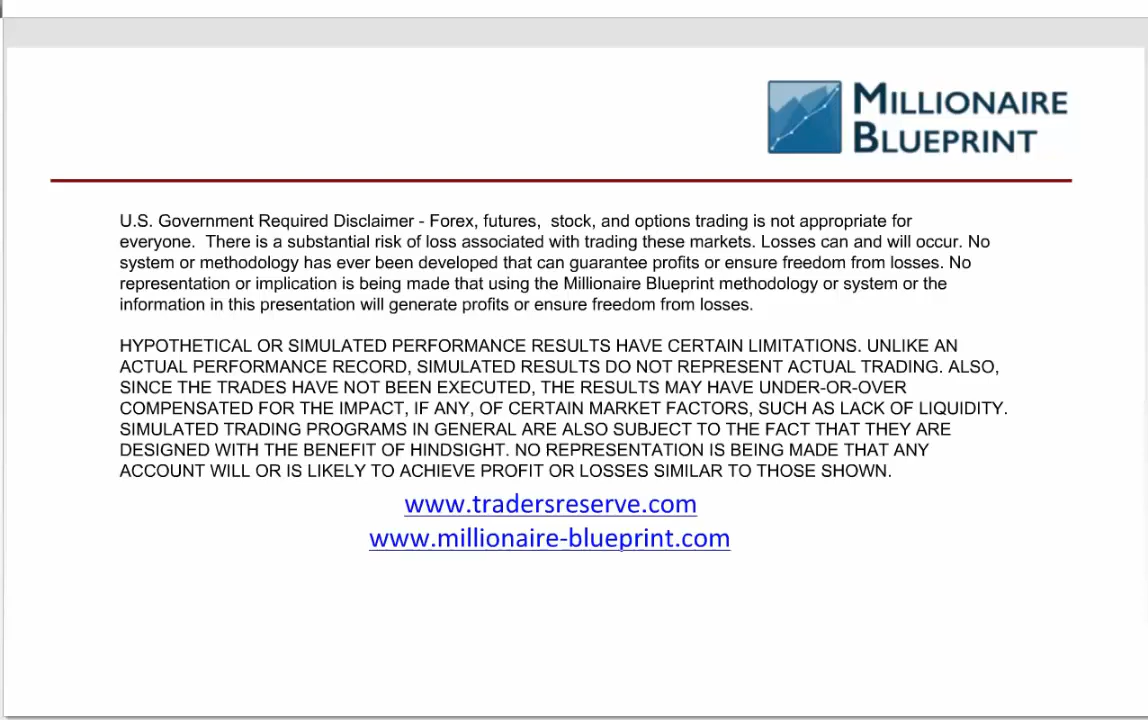 MILLIONAIRE
BLUEPRINT
U.S. Government Required Disclaimer - Forex, futures,  stock, and options trading is not appropriate for
everyone.  There is a substantial risk of loss associated with trading these markets. Losses can and will occur. No
system or methodology has ever been developed that can guarantee profits or ensure freedom from losses. No
representation or implication is being made that using the Millionaire Blueprint methodology or system or the
information in this presentation will generate profits or ensure freedom from losses.
HYPOTHETICAL OR SIMULATED PERFORMANCE RESULTS HAVE CERTAIN LIMITATIONS. UNLIKE AN
ACTUAL PERFORMANCE RECORD, SIMULATED RESULTS DO NOT REPRESENT ACTUAL TRADING. ALSO,
SINCE THE TRADES HAVE NOT BEEN EXECUTED, THE RESULTS MAY HAVE UNDER-OR-OVER
COMPENSATED FOR THE IMPACT, IF ANY, OF CERTAIN MARKET FACTORS, SUCH AS LACK OF LIQUIDITY.
SIMULATED TRADING PROGRAMS IN GENERAL ARE ALSO SUBJECT TO THE FACT THAT THEY ARE
DESIGNED WITH THE BENEFIT OF HINDSIGHT. NO REPRESENTATION IS BEING MADE THAT ANY
ACCOUNT WILL OR IS LIKELY TO ACHIEVE PROFIT OR LOSSES SIMILAR TO THOSE SHOWN.
www.tradersreserve.com
www.millionaire-blueprint.com